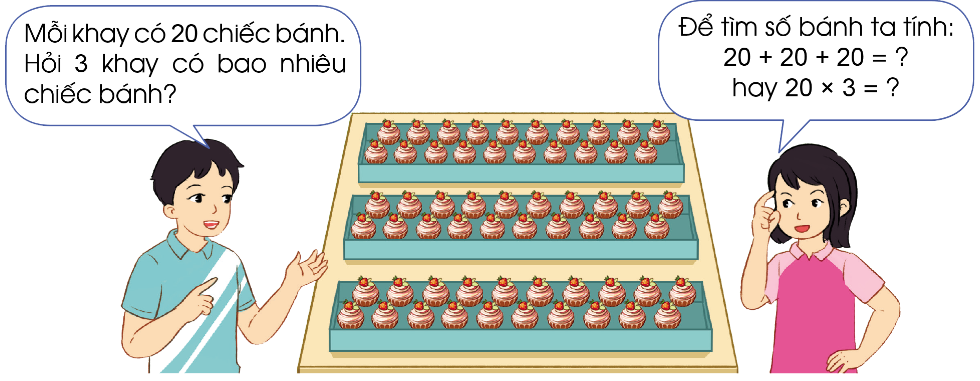 Mỗi khay có 20 chiếc bánh.
Hỏi 3 khay có bao nhiêu
chiếc bánh?
Để tìm số bánh ta tính:
20 + 20 + 20 = ?
hay 20 × 3 = ?